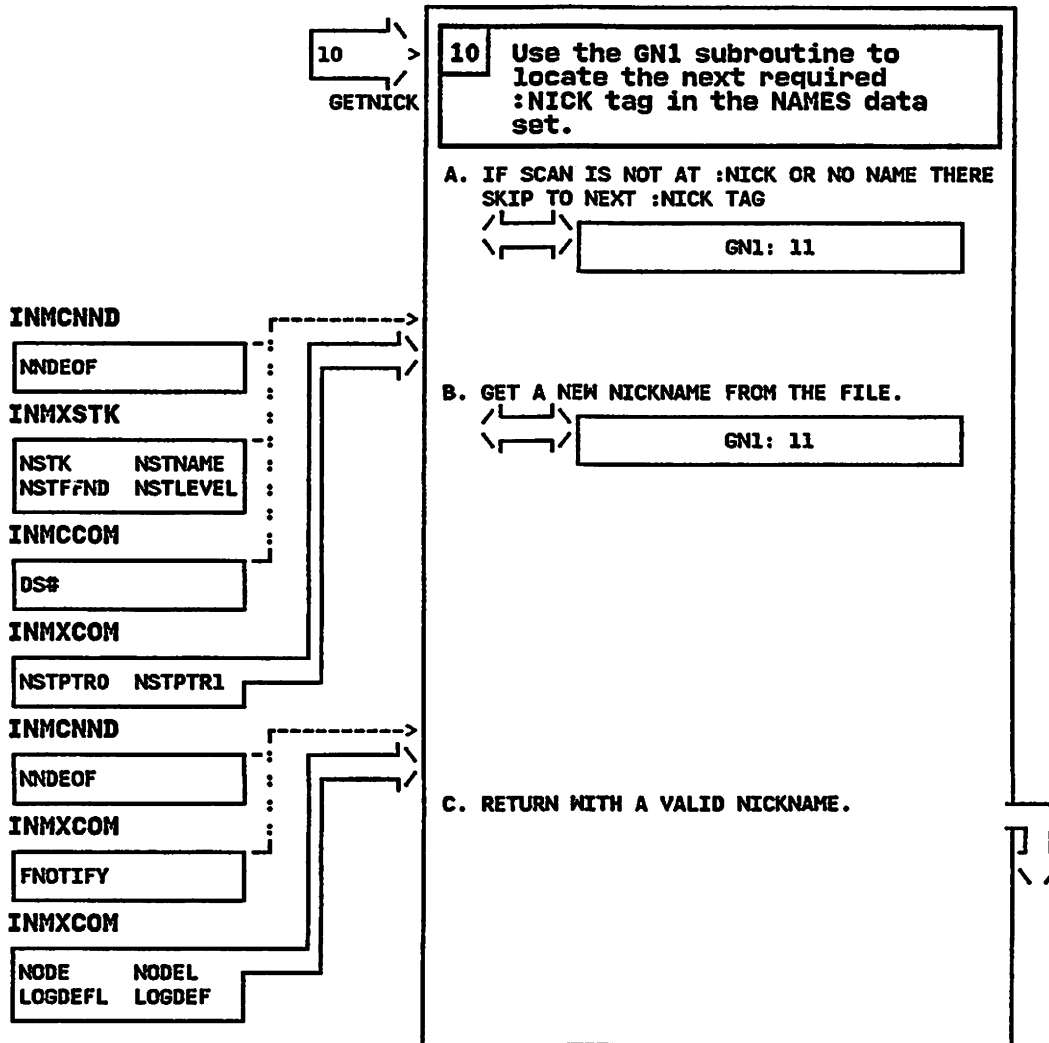 10
GETNICK
10 Use the GN1 subroutine to
locate the next required
:NICK tag in the NAMES data
set.
A. IF SCAN IS NOT AT :NICK OR NO NAME THERE
SKIP TO NEXT :NICK TAG
GN1: 11
INMCNND
NNDEOF
B. GET A NEW NICKNAME FROM THE FILE.
GN1: 11
INMXSTK
NSTK NSTNAME
NSTFFND NSTLEVEL
INMCCOM
DS#
INMXCOM
NSTPTR0 NSTPTR1
INMCNND
NNDEOF
C. RETURN WITH A VALID NICKNAME.
INMXCOM
FNOTIFY
INMXCOM
NODE NODEL
LOGDEFL LOGDEF